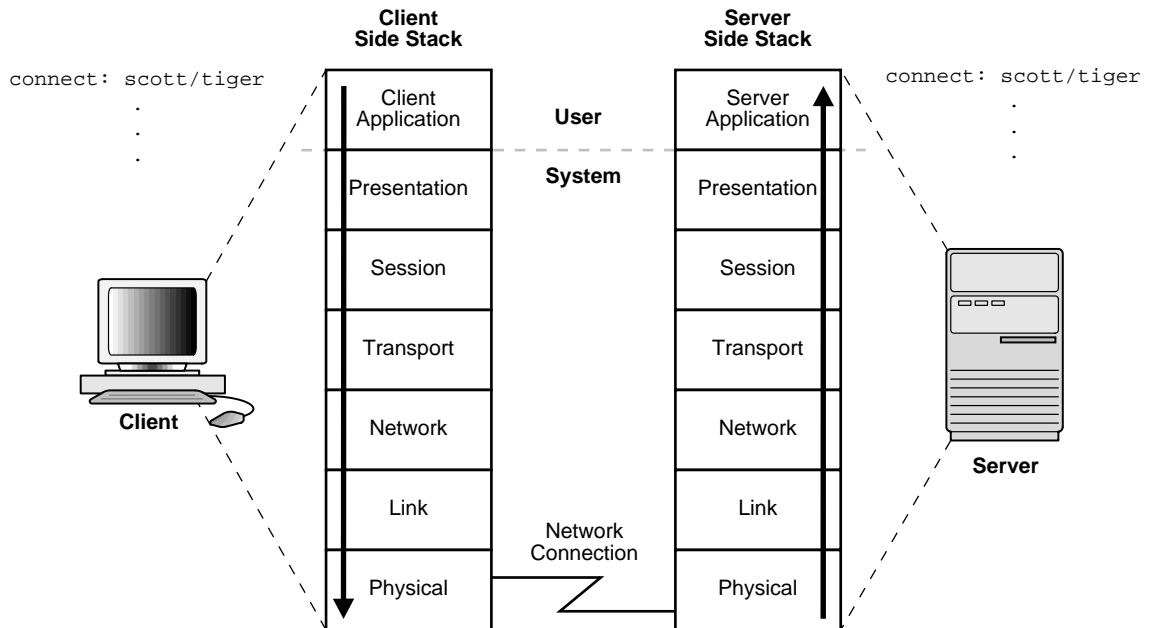 Client
Side Stack
Server
Side Stack
connect: scott/tiger
.
.
.
connect: scott/tiger
.
.
.
Client
Application
User
Server
Application
System
Presentation
Presentation
Session
Session
Transport
Transport
Client
Network
Network
Server
Link
Link
Network
Connection
Physical
Physical